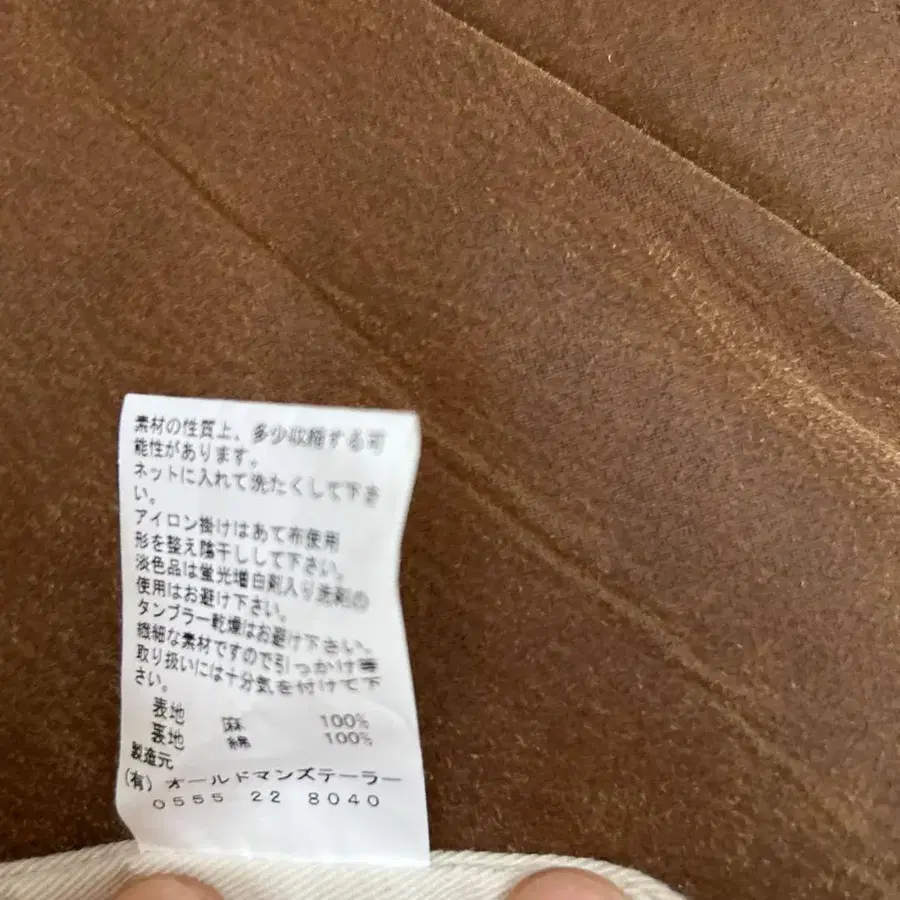 素材の性質上、多少収縮する可
能性があります。
ネットに入れて洗たくして下さ
い。
アイロン掛けはあて布使用
形を整え陰干しして下さい。
淡色品は蛍光増白剤入り洗剤の
使用はお避け下さい。
タンブラー乾燥はお避け下さい。
繊細な素材ですので引っかけ等
取り扱いには十分気を付けて下
さい。
表地 麻 100%
裏地 綿 100%
製造元
(有) オールドマンズテーラー
0555 22 8040